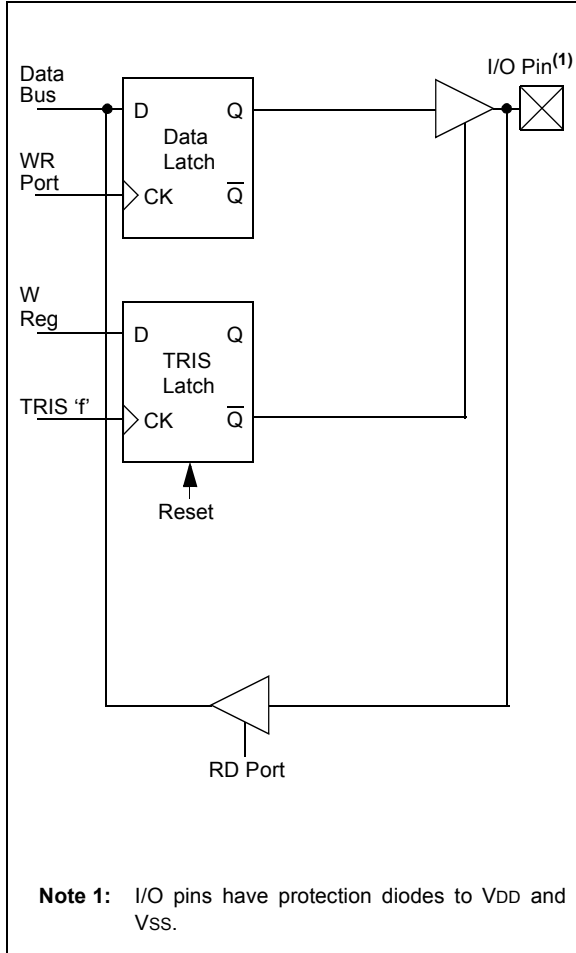 I/O Pin(1)
Data
Bus
D Q
Data
Latch
WR
Port
CK Q̅
W
Reg
D Q
TRIS
Latch
TRIS ‘f’
CK Q̅
Reset
RD Port
Note 1: I/O pins have protection diodes to VDD and
VSS.